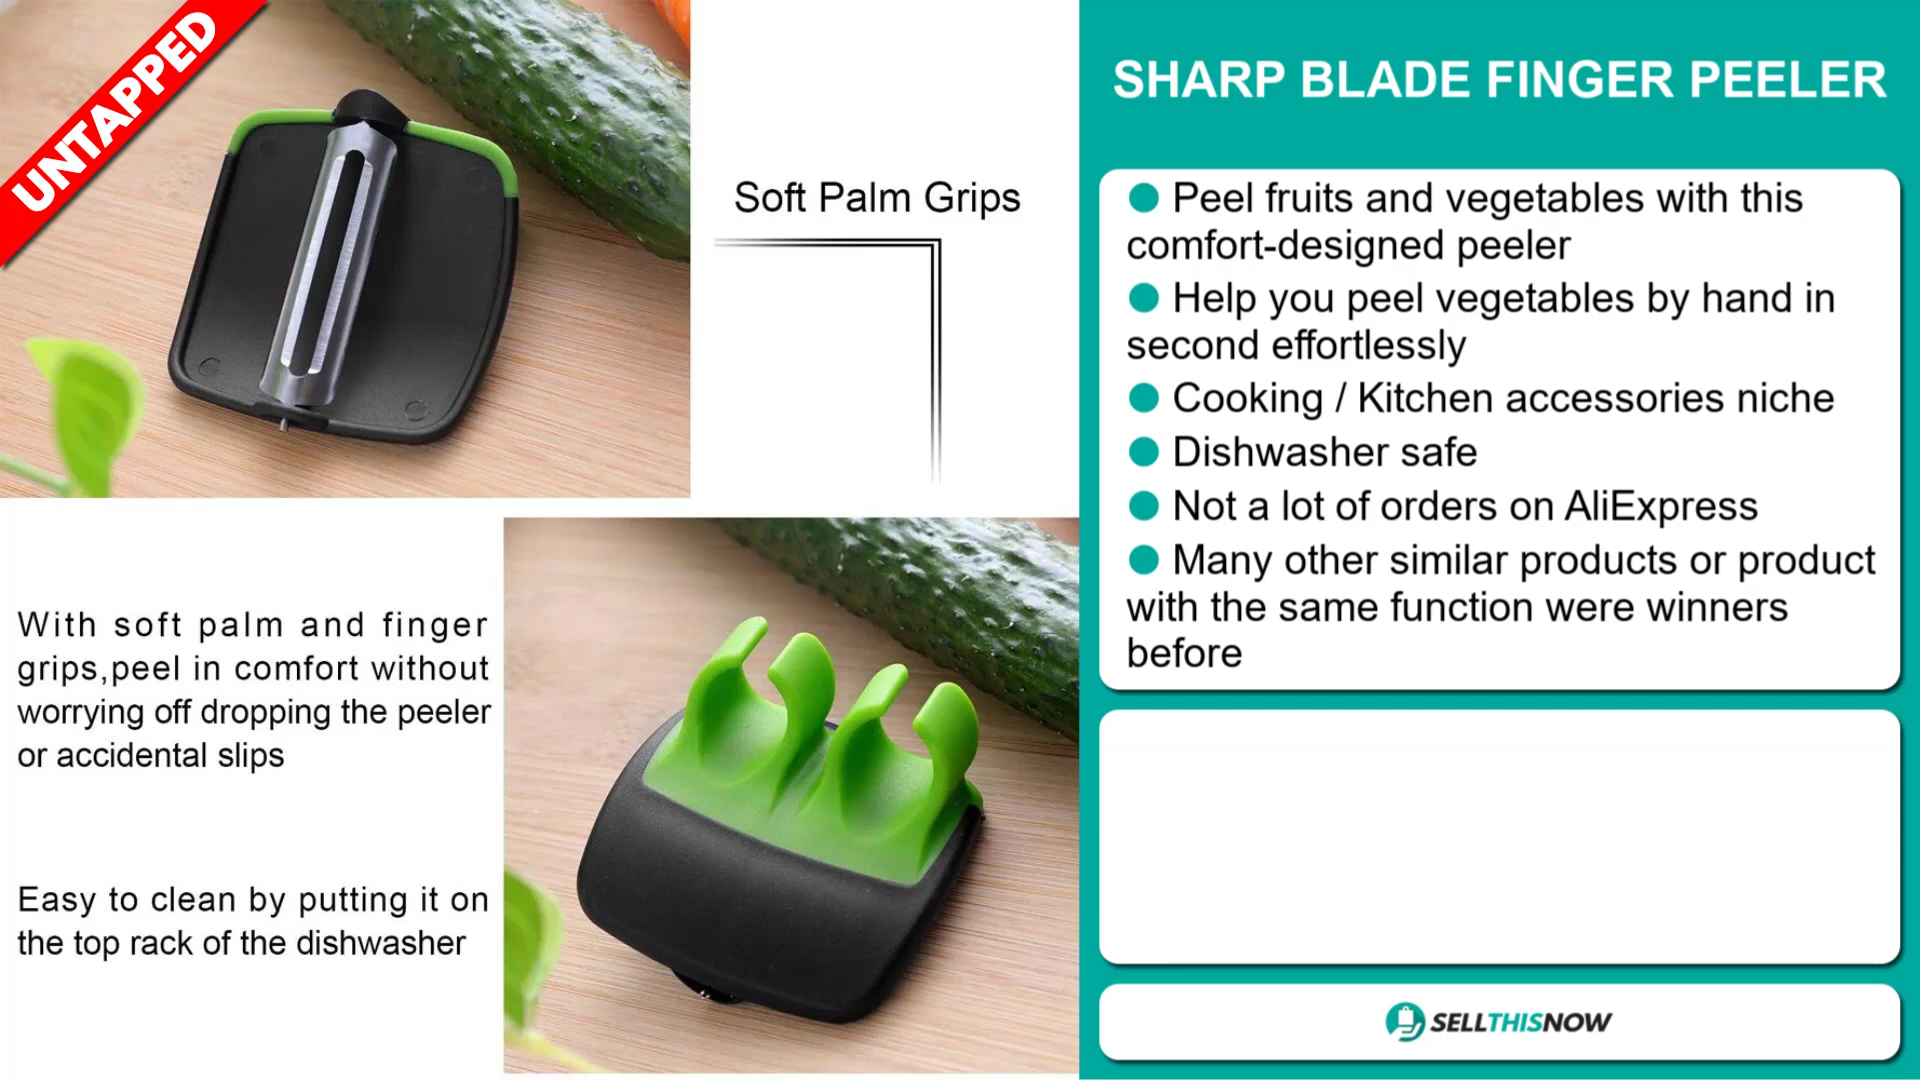 UNTAPPED
Soft Palm Grips
With soft palm and finger
grips,peel in comfort without
worrying off dropping the peeler
or accidental slips
Easy to clean by putting it on
the top rack of the dishwasher
SHARP BLADE FINGER PEELER
● Peel fruits and vegetables with this
comfort-designed peeler
● Help you peel vegetables by hand in
second effortlessly
● Cooking / Kitchen accessories niche
● Dishwasher safe
● Not a lot of orders on AliExpress
● Many other similar products or product
with the same function were winners
before
SELLTHISNOW